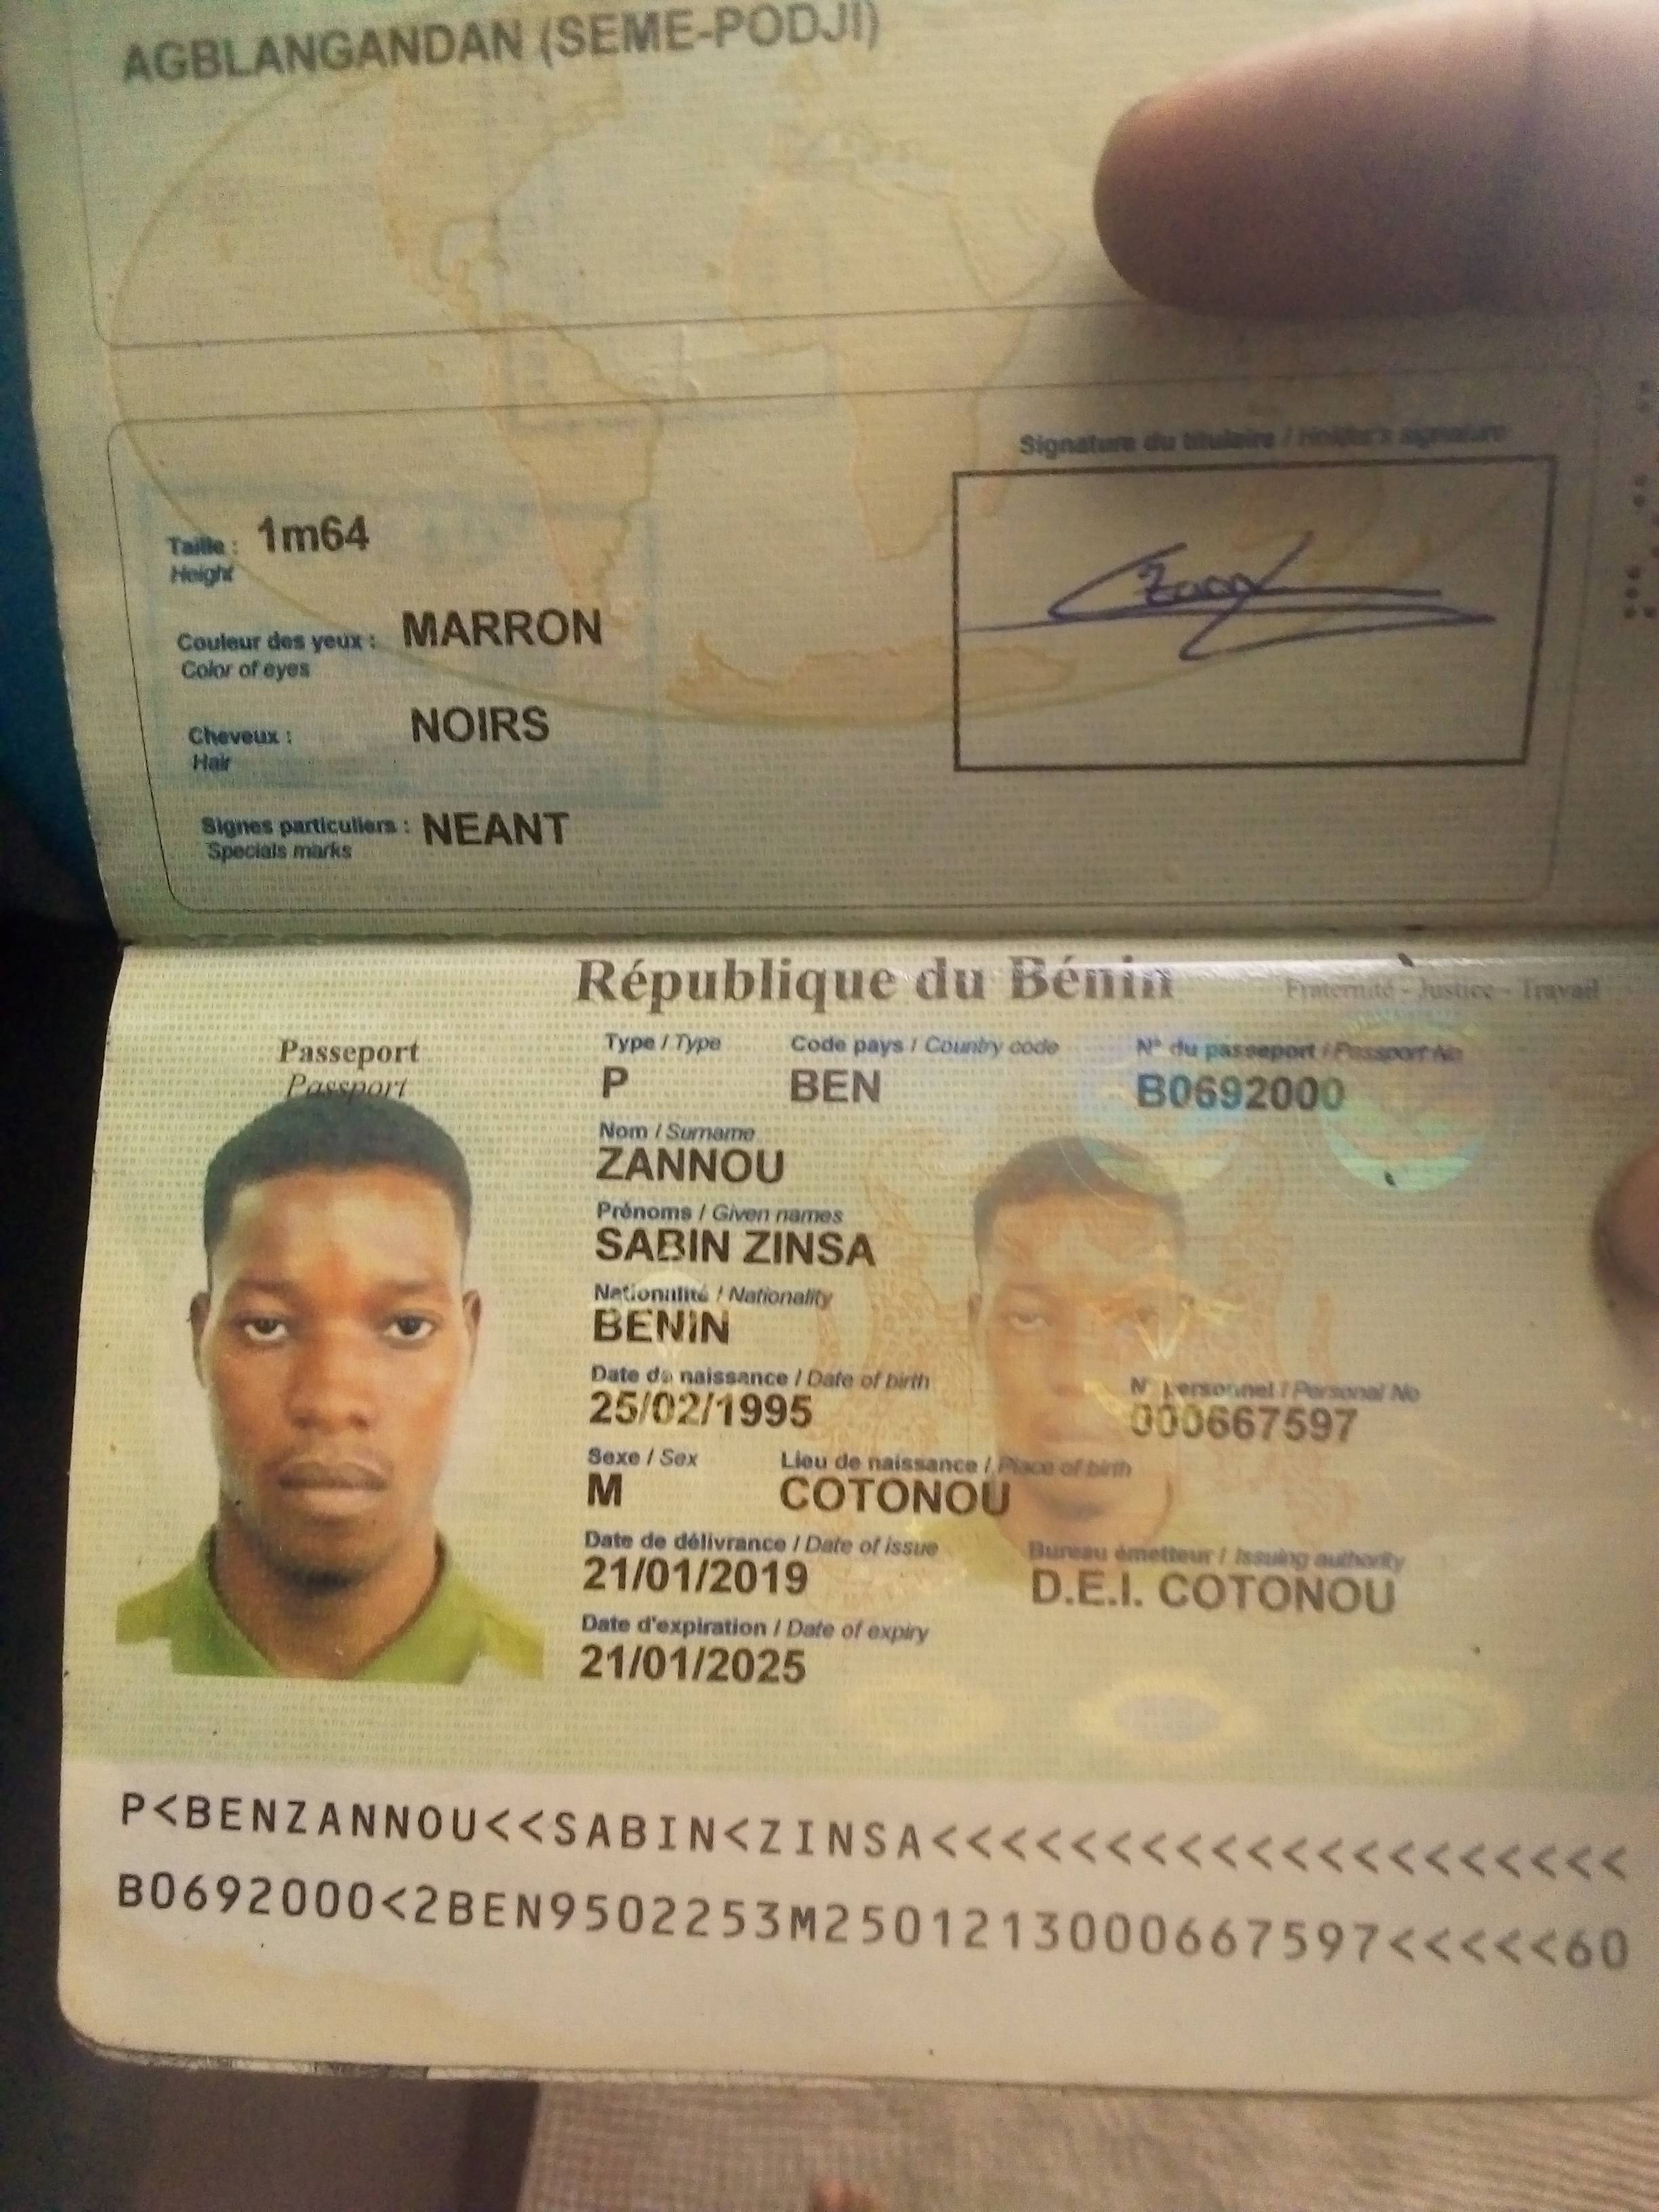 AGBLANGANDAN (SEME-PODJI)
Signature du titulaire / Holder's signature
Taille : 1m64
Height
Couleur des yeux : MARRON
Color of eyes
Cheveux : NOIRS
Hair
Signes particuliers : NEANT
Specials marks
République du Bénin
Fraternité - Justice - Travail
Passeport
Passport
Type / Type
Code pays / Country code
N° du passeport / Passport No
P
BEN
B0692000
Nom / Surname
ZANNOU
Prénoms / Given names
SABIN ZINSA
Nationalité / Nationality
BENIN
Date de naissance / Date of birth
25/02/1995
N° personnel / Personal No
000667597
Sexe / Sex
Lieu de naissance / Place of birth
M
COTONOU
Date de délivrance / Date of issue
21/01/2019
Bureau émetteur / Issuing authority
D.E.I. COTONOU
Date d'expiration / Date of expiry
21/01/2025
P<BENZANNOU<<SABIN<ZINSA<<<<<<<<<<<<<<<<<<<<
B0692000<2BEN9502253M2501213000667597<<<<<60